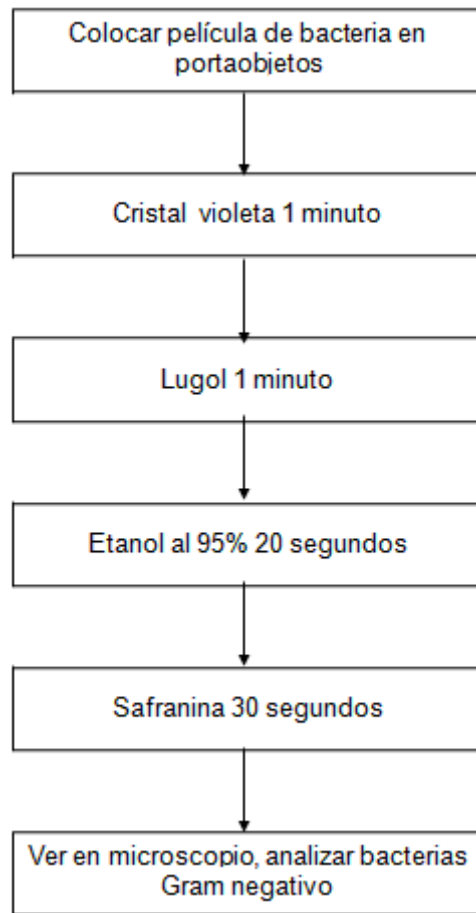 Colocar película de bacteria en
portaobjetos
Cristal violeta 1 minuto
Lugol 1 minuto
Etanol al 95% 20 segundos
Safranina 30 segundos
Ver en microscopio, analizar bacterias
Gram negativo